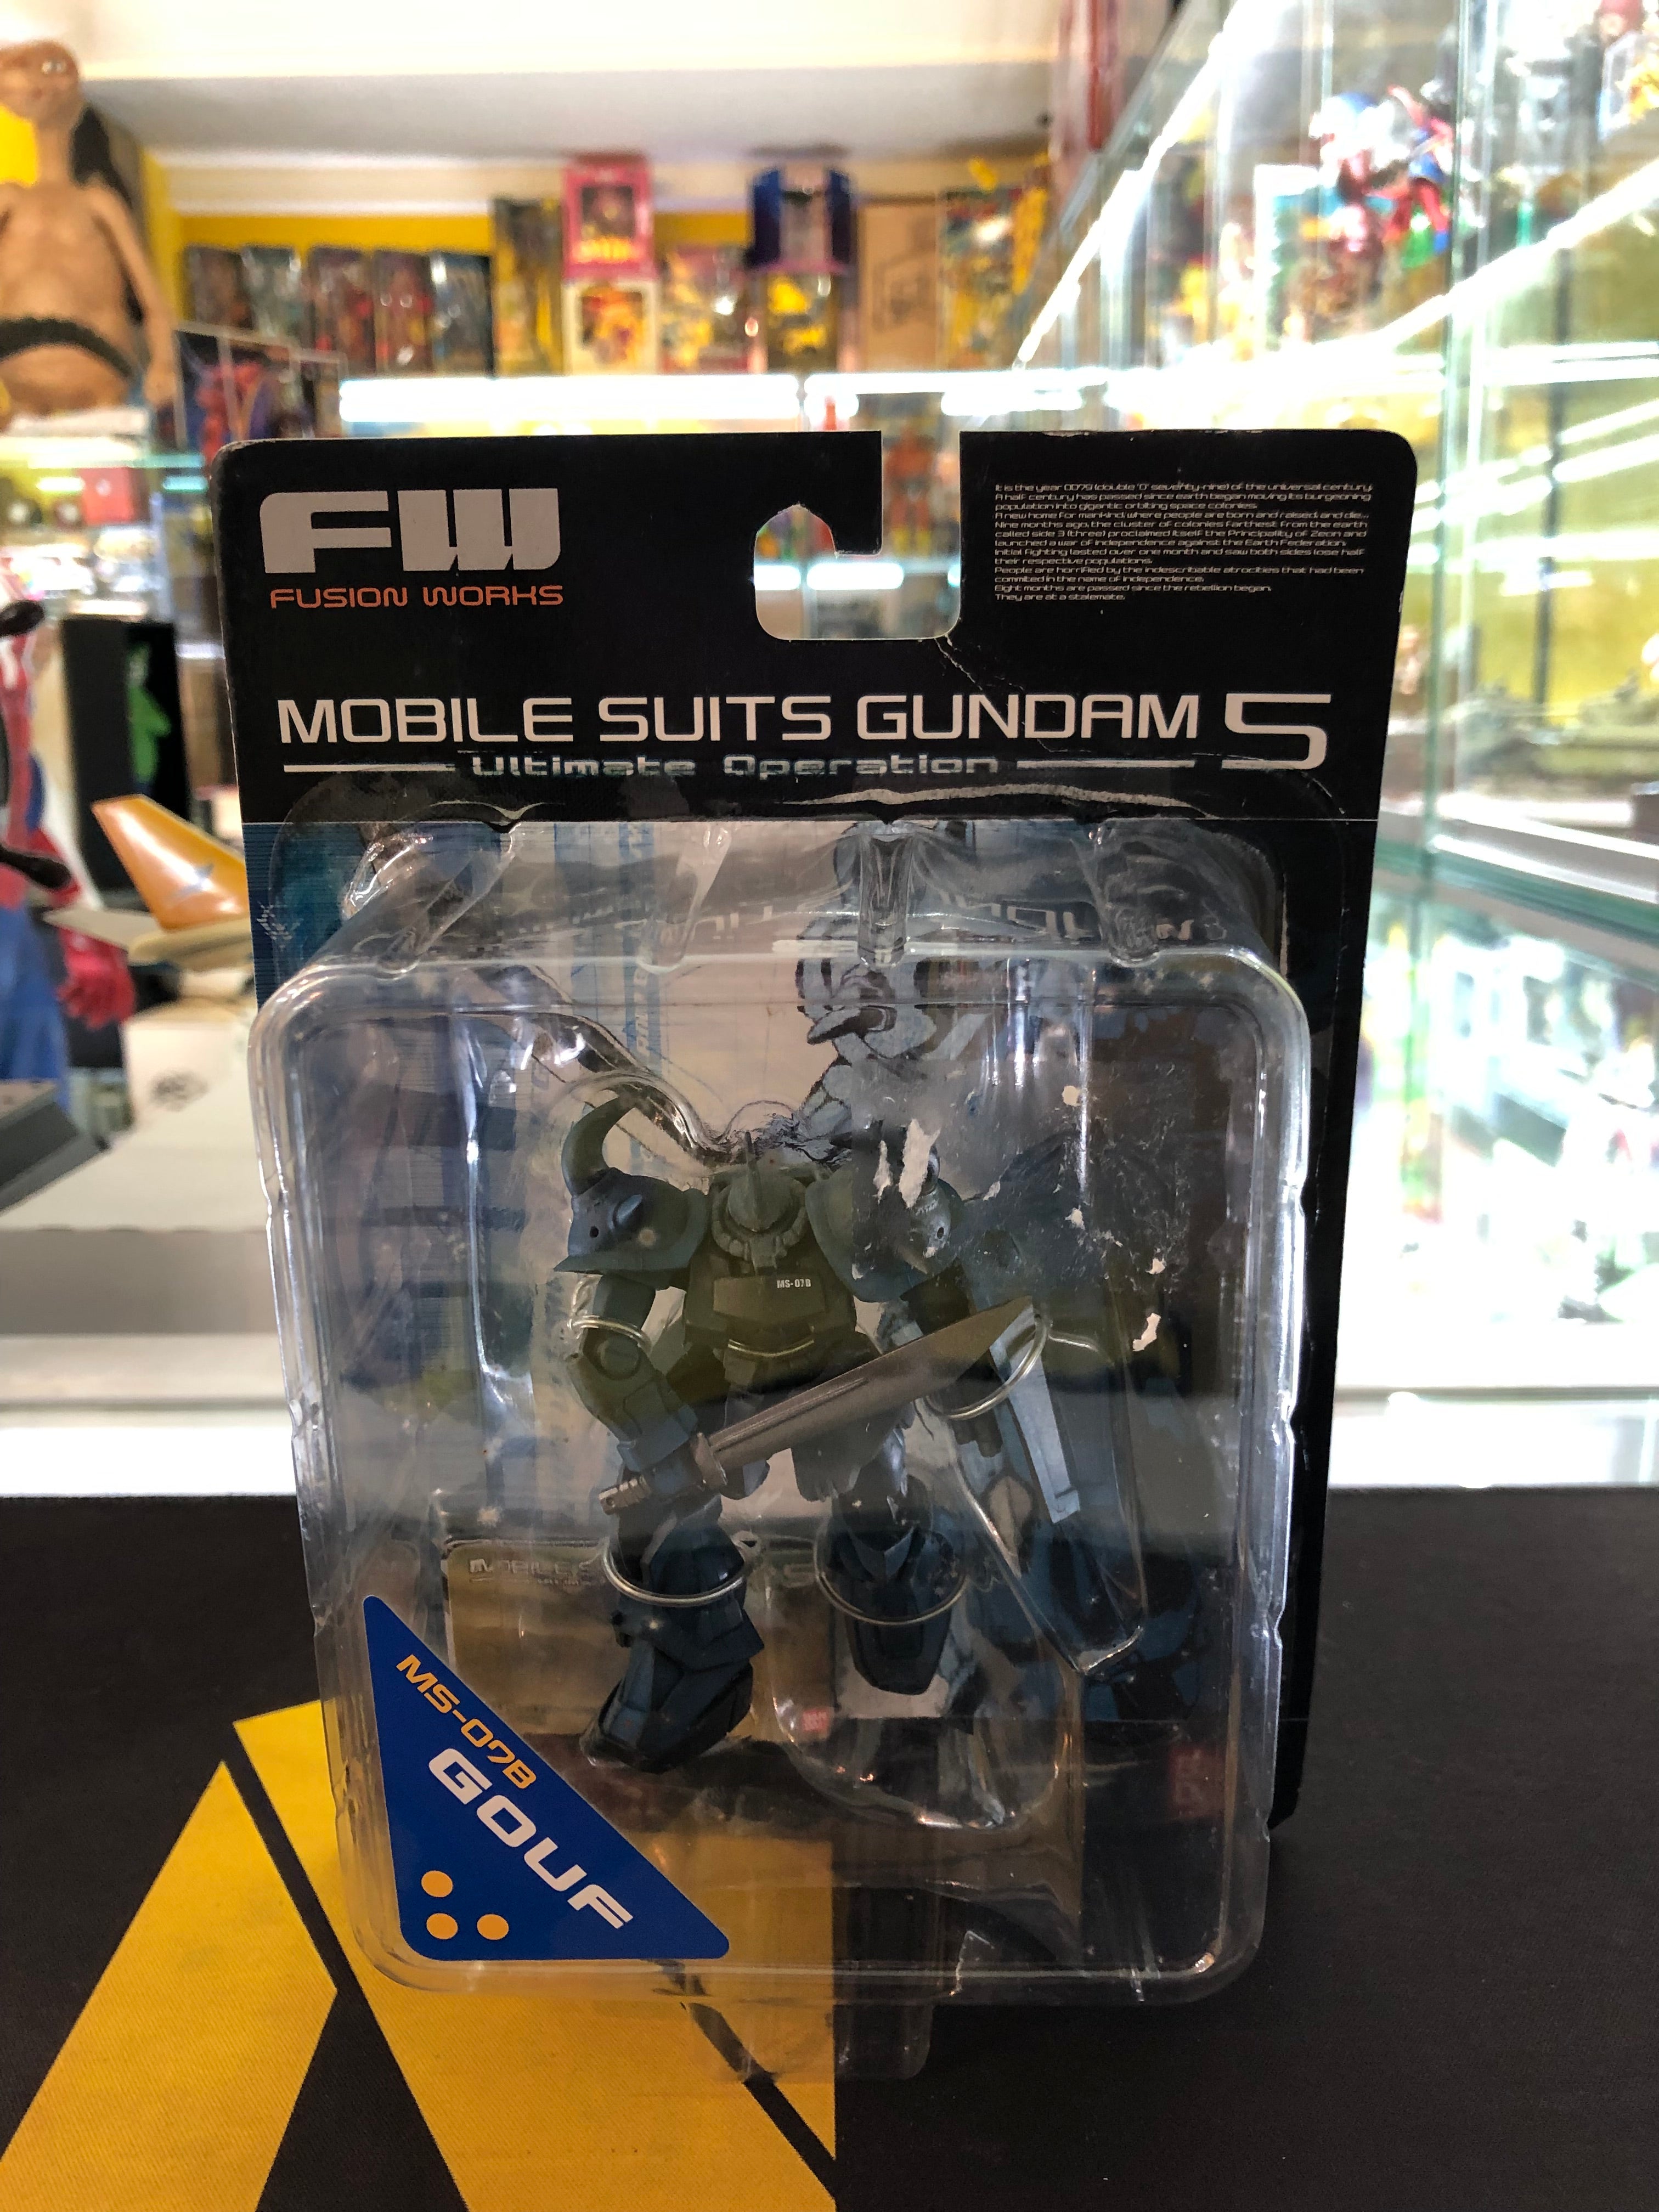 FW
FUSION WORKS
It is the year 0079 (double "0" seventy-nine) of the universal century.
A half century has passed since earth began moving its burgeoning
population into gigantic orbiting space colonies.
A new home for mankind, where people are born and raised, and die...
Nine months ago, the cluster of colonies farthest from the earth
called side 3 (three) proclaimed itself the Principality of Zeon and
launched a war of independence against the Earth Federation.
Initial fighting lasted over one month and saw both sides lose half
their respective populations.
People are horrified by the indescribable atrocities that had been
commited in the name of independence.
Eight months are passed since the rebellion began.
They are at a stalemate.
MOBILE SUITS GUNDAM 5
Ultimate Operation
MS-07B
MS-07B
GOUF